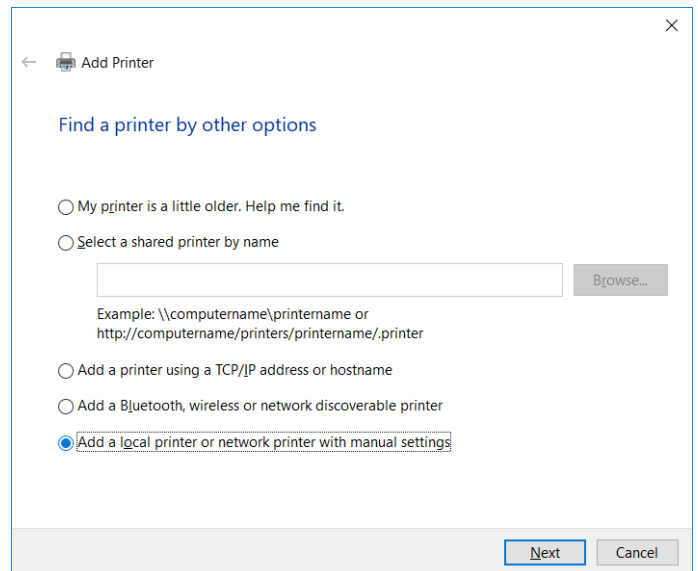 Add Printer
Find a printer by other options
My printer is a little older. Help me find it.
Select a shared printer by name
Browse...
Example: \\computername\printername or
http://computername/printers/printername/.printer
Add a printer using a TCP/IP address or hostname
Add a Bluetooth, wireless or network discoverable printer
Add a local printer or network printer with manual settings
Next Cancel